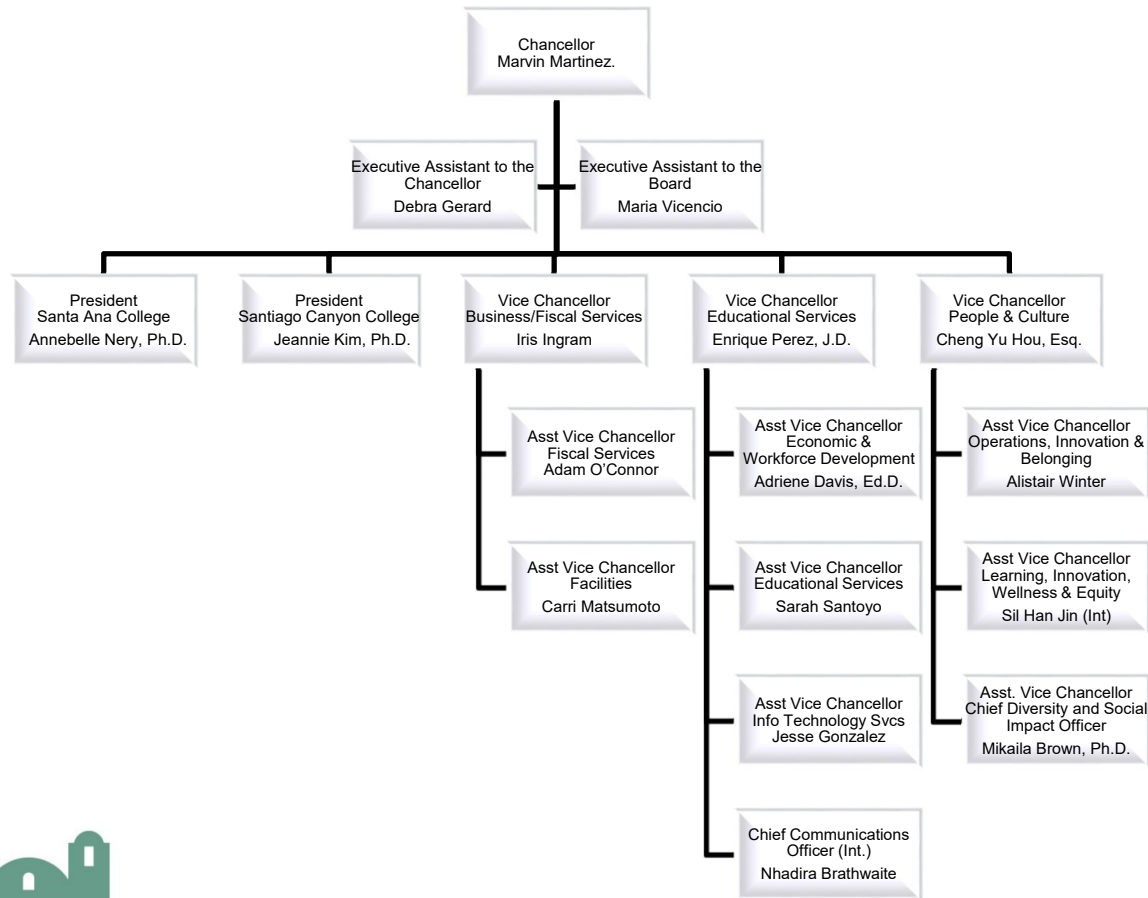 Chancellor
Marvin Martinez.
Executive Assistant to the
Chancellor
Debra Gerard
Executive Assistant to the
Board
Maria Vicencio
President
Santa Ana College
Annebelle Nery, Ph.D.
President
Santiago Canyon College
Jeannie Kim, Ph.D.
Vice Chancellor
Business/Fiscal Services
Iris Ingram
Vice Chancellor
Educational Services
Enrique Perez, J.D.
Vice Chancellor
People & Culture
Cheng Yu Hou, Esq.
Asst Vice Chancellor
Fiscal Services
Adam O’Connor
Asst Vice Chancellor
Facilities
Carri Matsumoto
Asst Vice Chancellor
Economic &
Workforce Development
Adriene Davis, Ed.D.
Asst Vice Chancellor
Educational Services
Sarah Santoyo
Asst Vice Chancellor
Info Technology Svcs
Jesse Gonzalez
Chief Communications
Officer (Int.)
Nhadira Brathwaite
Asst Vice Chancellor
Operations, Innovation &
Belonging
Alistair Winter
Asst Vice Chancellor
Learning, Innovation,
Wellness & Equity
Sil Han Jin (Int)
Asst. Vice Chancellor
Chief Diversity and Social
Impact Officer
Mikaila Brown, Ph.D.